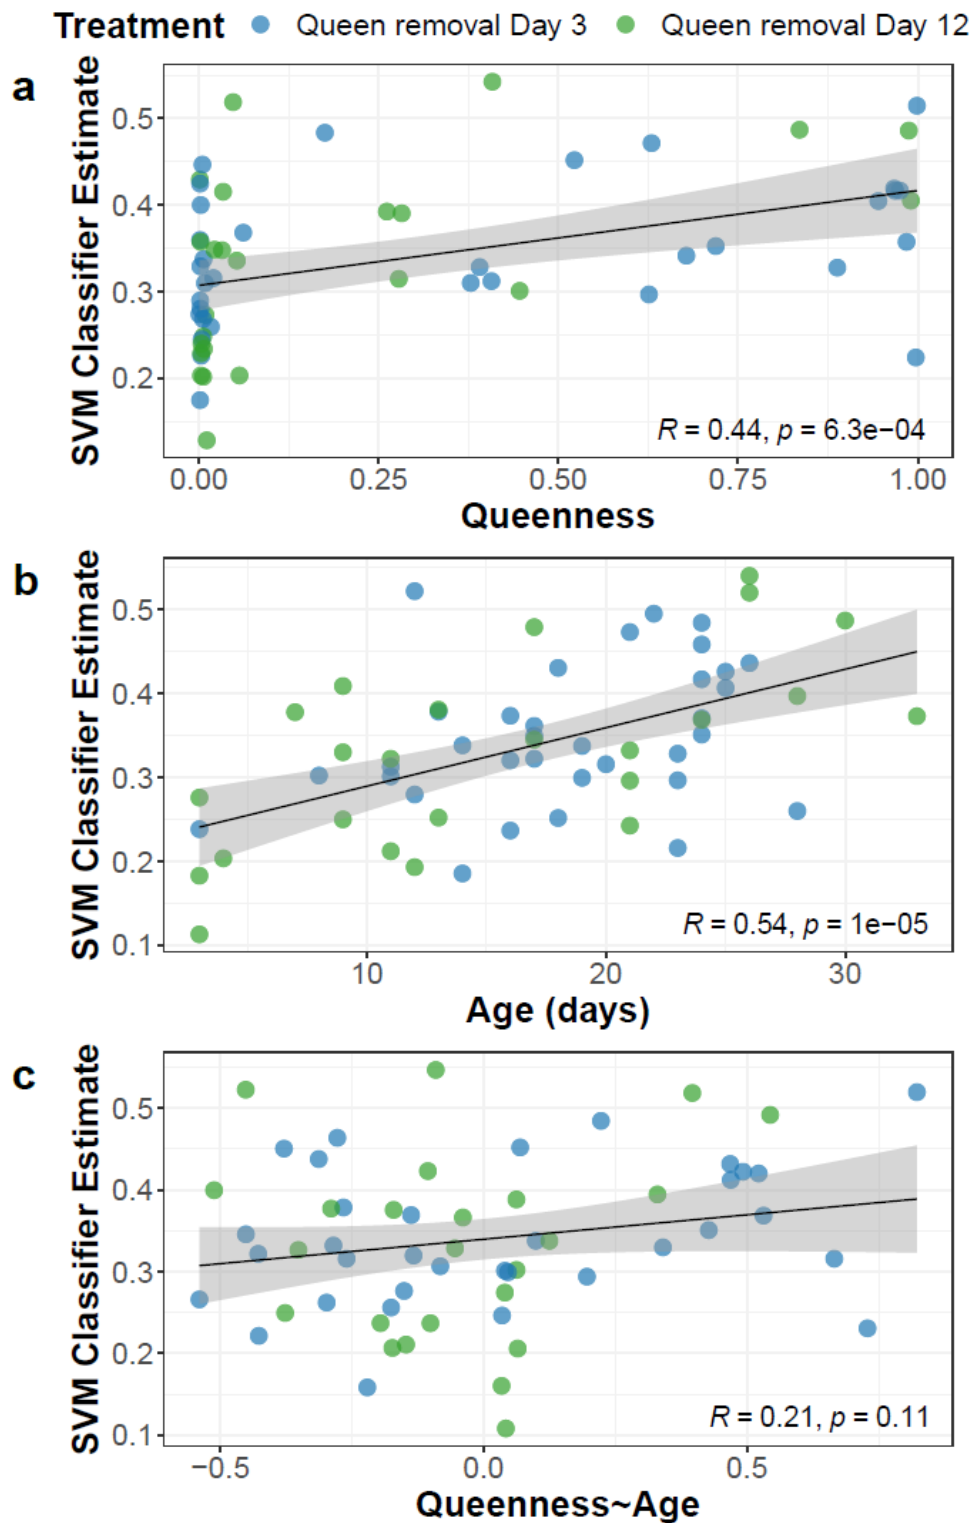 Treatment Queen removal Day 3 Queen removal Day 12
a
SVM Classifier Estimate
0.5
0.4
0.3
0.2
R = 0.44, p = 6.3e−04
0.00 0.25 0.50 0.75 1.00
Queenness
b
SVM Classifier Estimate
0.5
0.4
0.3
0.2
0.1
R = 0.54, p = 1e−05
10 20 30
Age (days)
c
SVM Classifier Estimate
0.5
0.4
0.3
0.2
0.1
R = 0.21, p = 0.11
−0.5 0.0 0.5
Queenness~Age